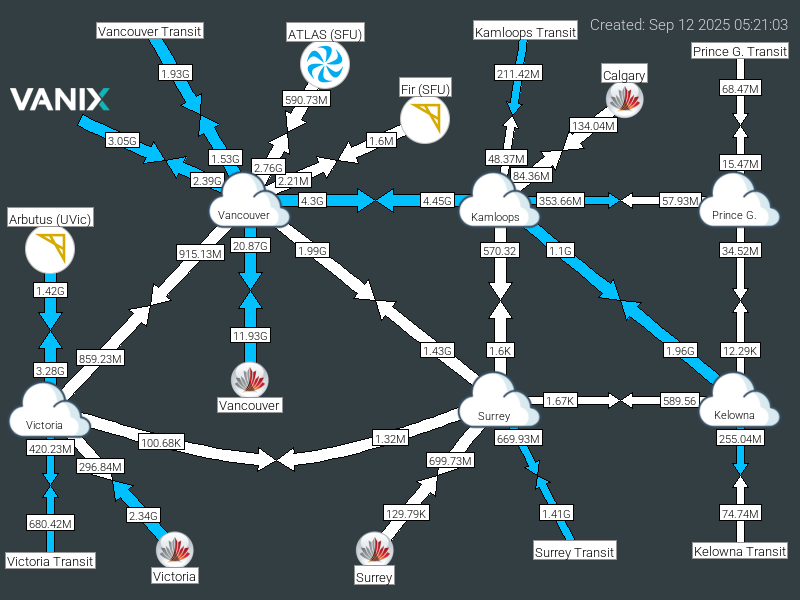 Created: Sep 12 2025 05:21:03
Vancouver Transit
ATLAS (SFU)
Kamloops Transit
Prince G. Transit
1.93G
211.42M
Calgary
68.47M
VANIX
590.73M
Fir (SFU)
134.04M
3.05G
1.6M
1.53G
2.76G
48.37M
84.36M
15.47M
2.39G
2.21M
Vancouver
4.3G
4.45G
Kamloops
353.66M
57.93M
Prince G.
Arbutus (UVic)
915.13M
20.87G
1.99G
570.32
1.1G
34.52M
1.42G
11.93G
1.43G
1.6K
1.96G
12.29K
859.23M
3.28G
Vancouver
Victoria
Surrey
1.67K
589.56
Kelowna
420.23M
100.68K
1.32M
669.93M
255.04M
296.84M
699.73M
2.34G
129.79K
1.41G
74.74M
680.42M
Victoria Transit
Victoria
Surrey
Surrey Transit
Kelowna Transit